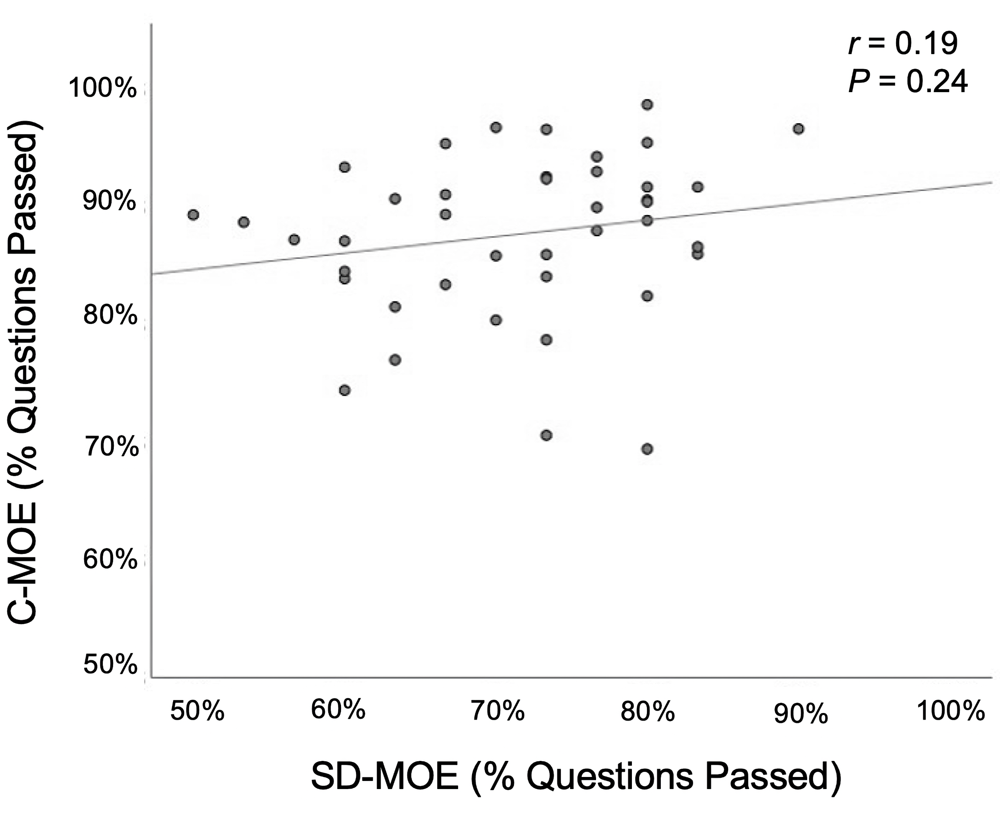 r = 0.19
P = 0.24
C-MOE (% Questions Passed)
100%
90%
80%
70%
60%
50%
50% 60% 70% 80% 90% 100%
SD-MOE (% Questions Passed)